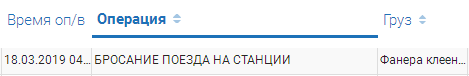 Время оп/в Операция Груз
18.03.2019 04... БРОСАНИЕ ПОЕЗДА НА СТАНЦИИ Фанера клеен...